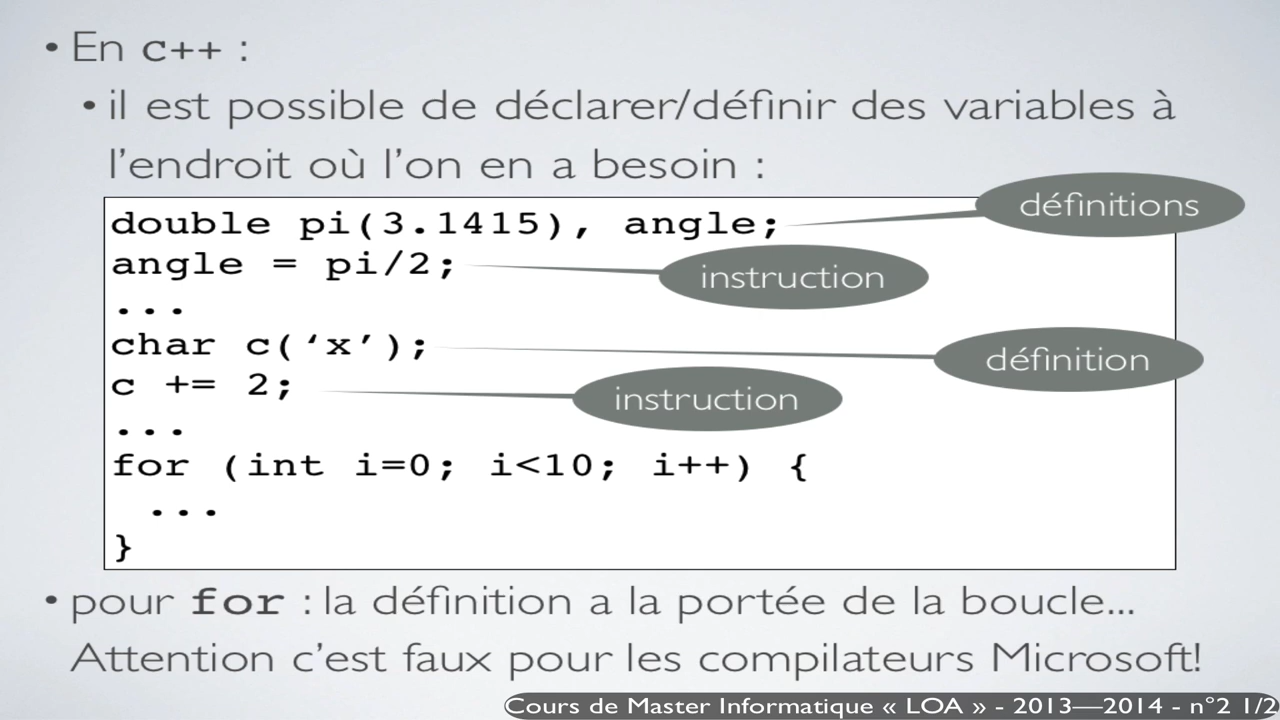 • En c++ :
• il est possible de déclarer/définir des variables à
l’endroit où l’on en a besoin :
double pi(3.1415), angle;
définitions
angle = pi/2;
instruction
...
char c(‘x’);
définition
c += 2;
instruction
...
for (int i=0; i<10; i++) {
...
}
• pour for : la définition a la portée de la boucle...
Attention c’est faux pour les compilateurs Microsoft!
Cours de Master Informatique « LOA » - 2013—2014 - n°2 1/2